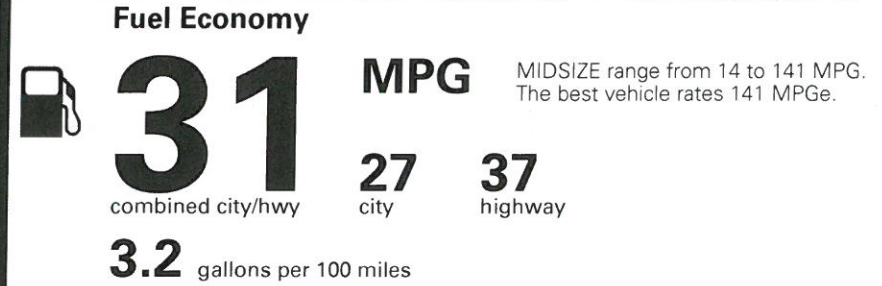 Fuel Economy
31 MPG
MIDSIZE range from 14 to 141 MPG.
The best vehicle rates 141 MPGe.
27 37
combined city/hwy city highway
3.2 gallons per 100 miles